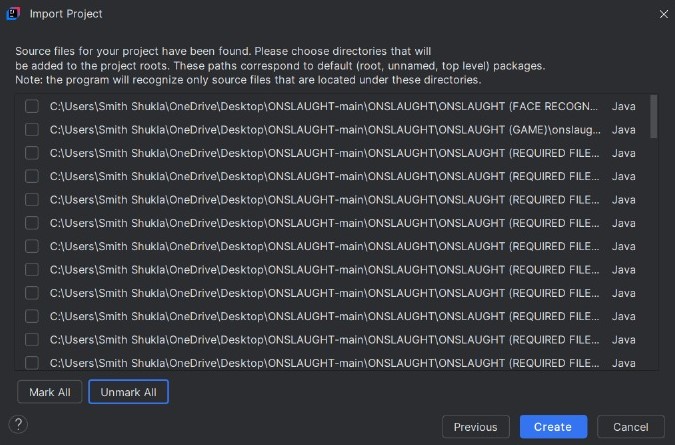 Import Project
Source files for your project have been found. Please choose directories that will
be added to the project roots. These paths correspond to default (root, unnamed, top level) packages.
Note: the program will recognize only source files that are located under these directories.
C:\Users\Smith Shukla\OneDrive\Desktop\ONSLAUGHT-main\ONSLAUGHT\ONSLAUGHT (FACE RECOGN... Java
C:\Users\Smith Shukla\OneDrive\Desktop\ONSLAUGHT-main\ONSLAUGHT\ONSLAUGHT (GAME)\onslaug... Java
C:\Users\Smith Shukla\OneDrive\Desktop\ONSLAUGHT-main\ONSLAUGHT\ONSLAUGHT (REQUIRED FILE... Java
C:\Users\Smith Shukla\OneDrive\Desktop\ONSLAUGHT-main\ONSLAUGHT\ONSLAUGHT (REQUIRED FILE... Java
C:\Users\Smith Shukla\OneDrive\Desktop\ONSLAUGHT-main\ONSLAUGHT\ONSLAUGHT (REQUIRED FILE... Java
C:\Users\Smith Shukla\OneDrive\Desktop\ONSLAUGHT-main\ONSLAUGHT\ONSLAUGHT (REQUIRED FILE... Java
C:\Users\Smith Shukla\OneDrive\Desktop\ONSLAUGHT-main\ONSLAUGHT\ONSLAUGHT (REQUIRED FILE... Java
C:\Users\Smith Shukla\OneDrive\Desktop\ONSLAUGHT-main\ONSLAUGHT\ONSLAUGHT (REQUIRED FILE... Java
C:\Users\Smith Shukla\OneDrive\Desktop\ONSLAUGHT-main\ONSLAUGHT\ONSLAUGHT (REQUIRED FILE... Java
C:\Users\Smith Shukla\OneDrive\Desktop\ONSLAUGHT-main\ONSLAUGHT\ONSLAUGHT (REQUIRED FILE... Java
C:\Users\Smith Shukla\OneDrive\Desktop\ONSLAUGHT-main\ONSLAUGHT\ONSLAUGHT (REQUIRED FILE... Java
C:\Users\Smith Shukla\OneDrive\Desktop\ONSLAUGHT-main\ONSLAUGHT\ONSLAUGHT (REQUIRED FILE... Java
Mark All Unmark All
? Previous Create Cancel